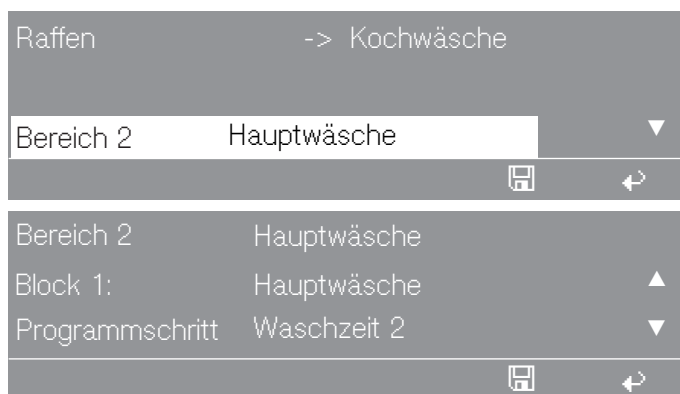 Raffen -> Kochwäsche
Bereich 2 Hauptwäsche
Bereich 2 Hauptwäsche
Block 1: Hauptwäsche
Programmschritt Waschzeit 2